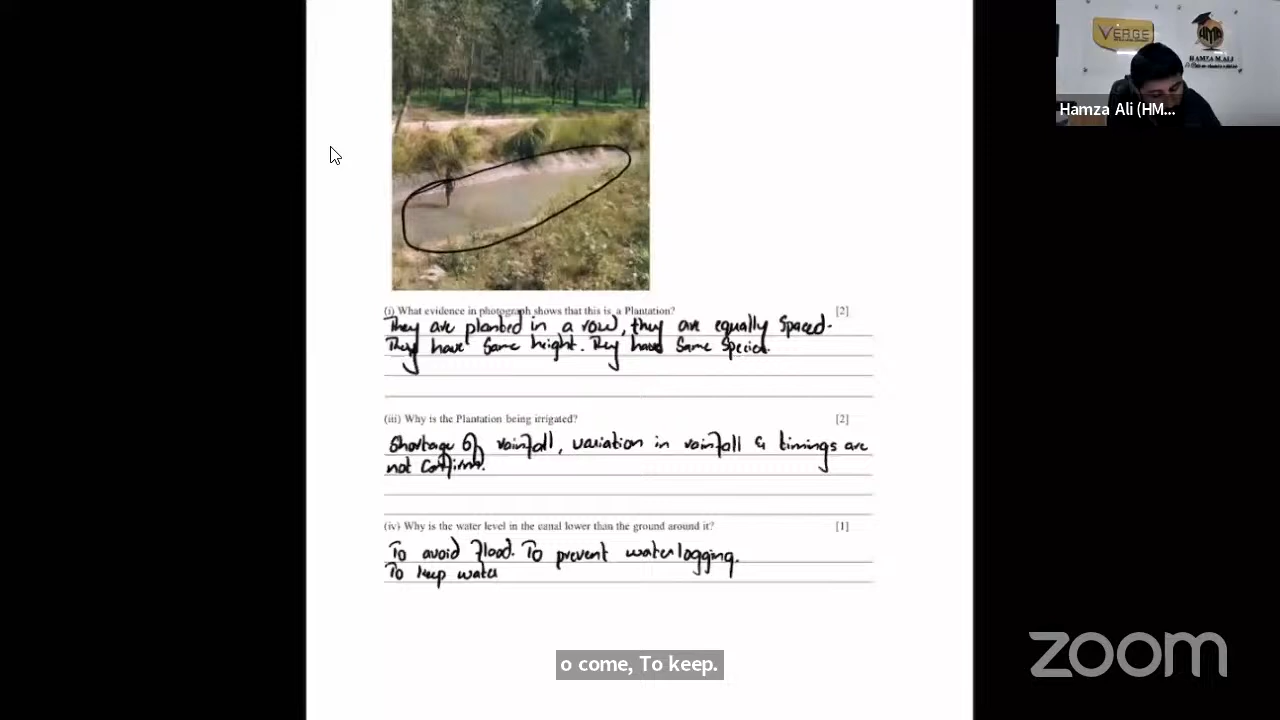 VERGE
HMA
HAMZA M.ALI
Hamza Ali (HM...
(i) What evidence in photograph shows that this is a Plantation? [2]
They are planted in a row, they are equally spaced.
They have same height. They have same specie.
(iii) Why is the Plantation being irrigated? [2]
Shortage of rainfall, variation in rainfall & timings are
not confirm.
(iv) Why is the water level in the canal lower than the ground around it? [1]
To avoid flood. To prevent waterlogging.
To keep water
o come, To keep.
zoom